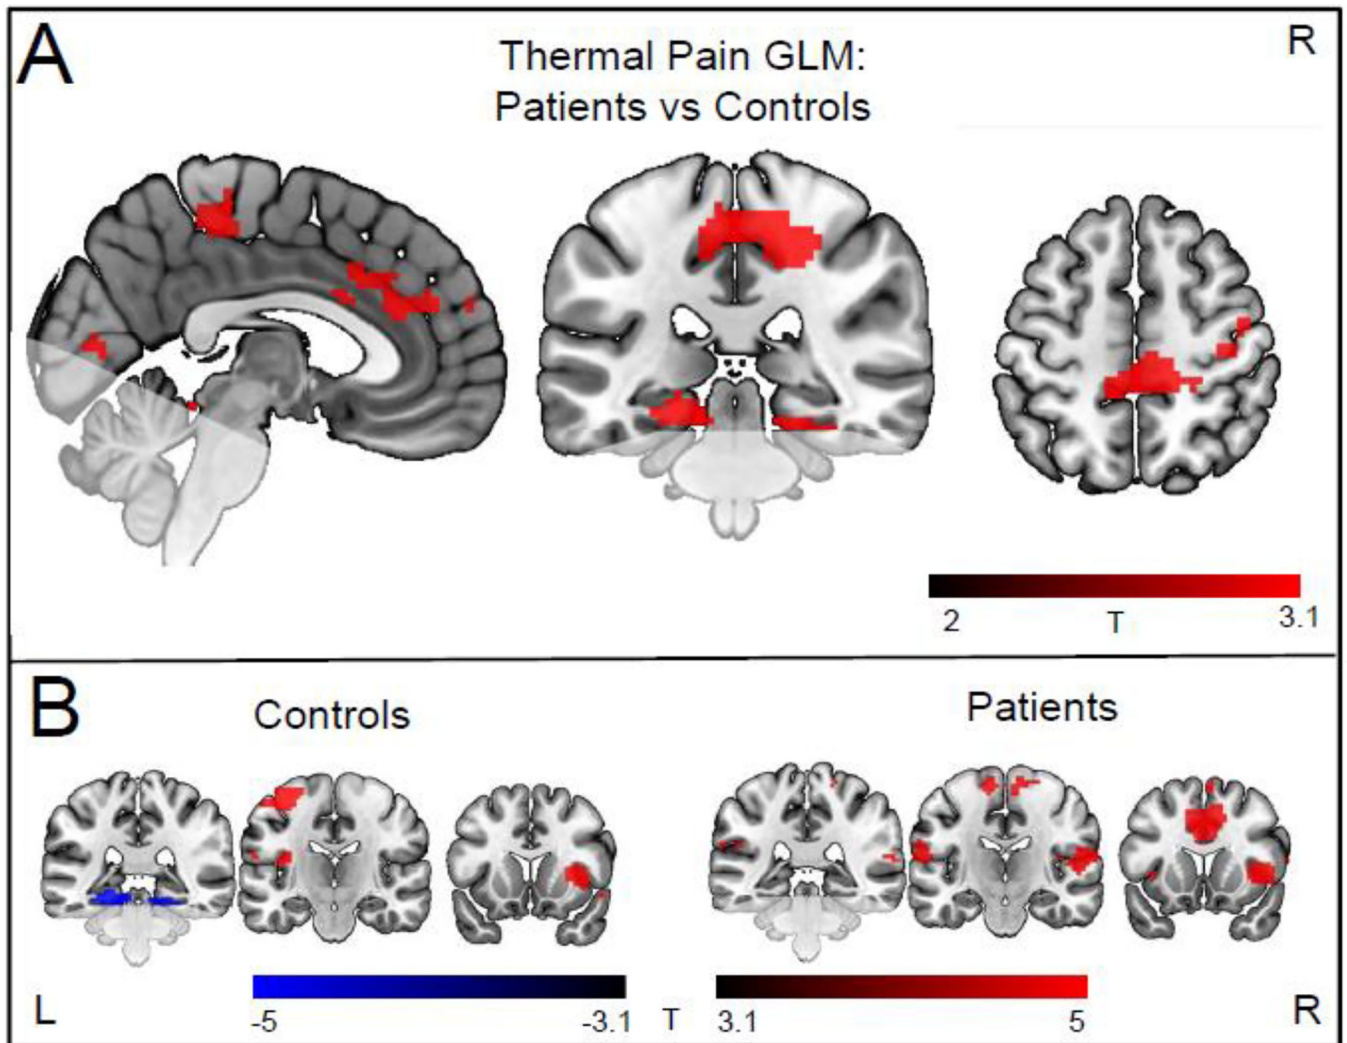 A
Thermal Pain GLM:
Patients vs Controls
R
2
T
3.1
B
Controls
Patients
L
-5
-3.1
T
3.1
5
R